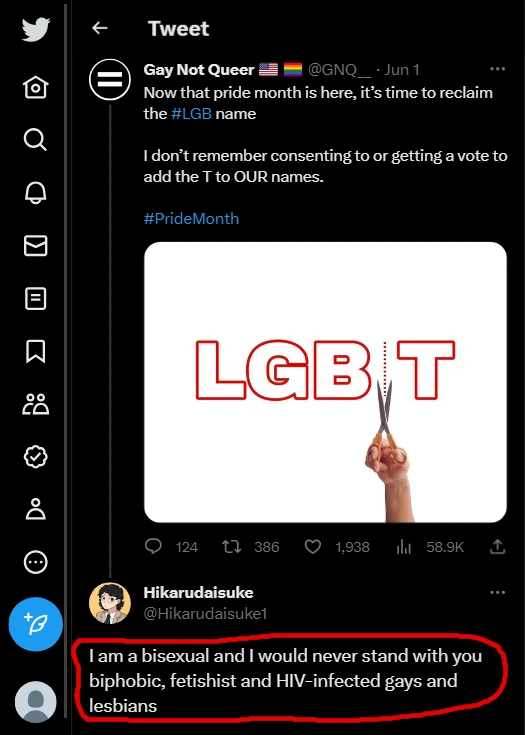 Tweet
Gay Not Queer 🇺🇸 🏳️‍🌈 @GNQ__ · Jun 1
Now that pride month is here, it’s time to reclaim
the #LGB name
I don’t remember consenting to or getting a vote to
add the T to OUR names.
#PrideMonth
LGB T
124 386 1,938 58.9K
Hikarudaisuke
@Hikarudaisuke1
I am a bisexual and I would never stand with you
biphobic, fetishist and HIV-infected gays and
lesbians